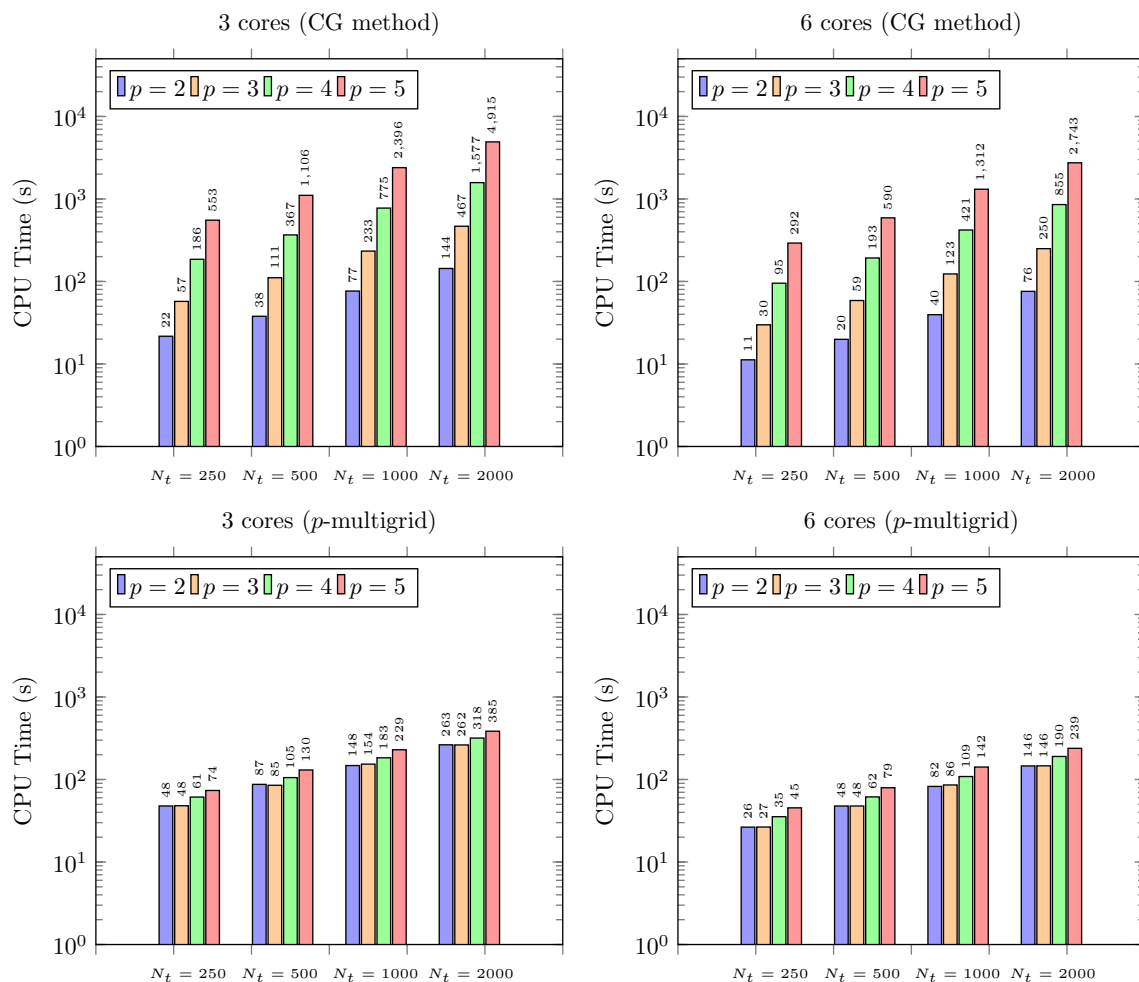 3 cores (CG method)
CPU Time (s)
10^4
10^3
10^2
10^1
10^0
p = 2 p = 3 p = 4 p = 5
22 57 186 553
38 111 367 1,106
77 233 775 2,396
144 467 1,577 4,915
N_t = 250 N_t = 500 N_t = 1000 N_t = 2000
6 cores (CG method)
CPU Time (s)
10^4
10^3
10^2
10^1
10^0
p = 2 p = 3 p = 4 p = 5
11 30 95 292
20 59 193 590
40 123 421 1,312
76 250 855 2,743
N_t = 250 N_t = 500 N_t = 1000 N_t = 2000
3 cores (p-multigrid)
CPU Time (s)
10^4
10^3
10^2
10^1
10^0
p = 2 p = 3 p = 4 p = 5
48 48 61 74
87 85 105 130
148 154 183 229
263 262 318 385
N_t = 250 N_t = 500 N_t = 1000 N_t = 2000
6 cores (p-multigrid)
CPU Time (s)
10^4
10^3
10^2
10^1
10^0
p = 2 p = 3 p = 4 p = 5
26 27 35 45
48 48 62 79
82 86 109 142
146 146 190 239
N_t = 250 N_t = 500 N_t = 1000 N_t = 2000